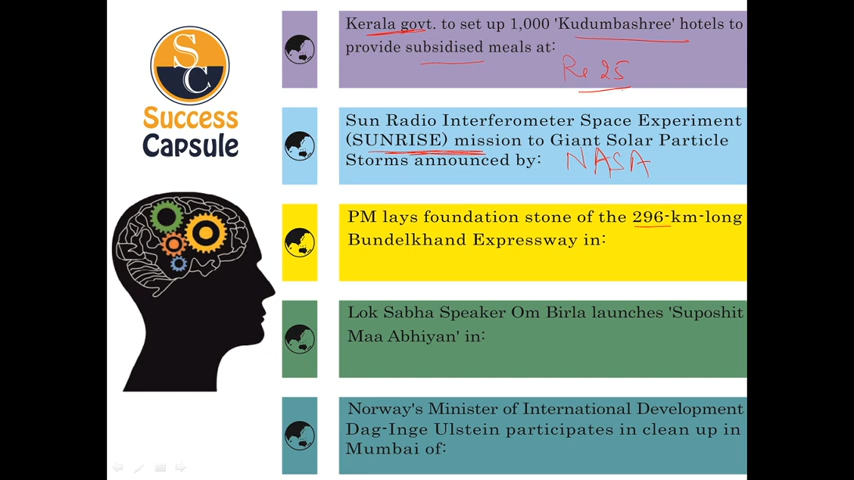 SC
Success
Capsule
Kerala govt. to set up 1,000 'Kudumbashree' hotels to
provide subsidised meals at:
Re 25
Sun Radio Interferometer Space Experiment
(SUNRISE) mission to Giant Solar Particle
Storms announced by:
NASA
PM lays foundation stone of the 296-km-long
Bundelkhand Expressway in:
Lok Sabha Speaker Om Birla launches 'Suposhit
Maa Abhiyan' in:
Norway's Minister of International Development
Dag-Inge Ulstein participates in clean up in
Mumbai of: